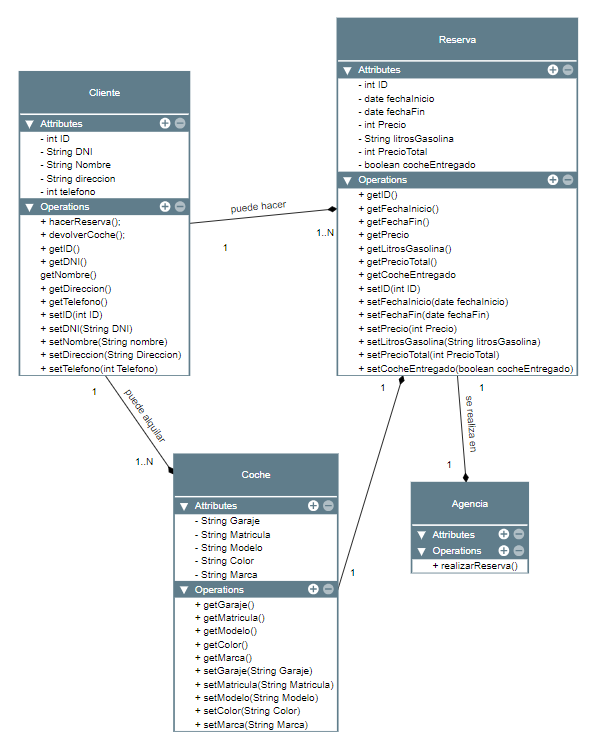 Cliente
Attributes
- int ID
- String DNI
- String Nombre
- String direccion
- int telefono
Operations
+ hacerReserva();
+ devolverCoche();
+ getID()
+ getDNI()
getNombre()
+ getDireccion()
+ getTelefono()
+ setID(int ID)
+ setDNI(String DNI)
+ setNombre(String nombre)
+ setDireccion(String Direccion)
+ setTelefono(int Telefono)
puede hacer
1
1..N
Reserva
Attributes
- int ID
- date fechaInicio
- date fechaFin
- int Precio
- String litrosGasolina
- int PrecioTotal
- boolean cocheEntregado
Operations
+ getID()
+ getFechaInicio()
+ getFechaFin()
+ getPrecio
+ getLitrosGasolina()
+ getPrecioTotal()
+ getCocheEntregado
+ setID(int ID)
+ setFechaInicio(date fechaInicio)
+ setFechaFin(date fechaFin)
+ setPrecio(int Precio)
+ setLitrosGasolina(String litrosGasolina)
+ setPrecioTotal(int PrecioTotal)
+ setCocheEntregado(boolean cocheEntregado)
1
puede alquilar
1..N
1
1
1
se realiza en
1
Coche
Attributes
- String Garaje
- String Matricula
- String Modelo
- String Color
- String Marca
Operations
+ getGaraje()
+ getMatricula()
+ getModelo()
+ getColor()
+ getMarca()
+ setGaraje(String Garaje)
+ setMatricula(String Matricula)
+ setModelo(String Modelo)
+ setColor(String Color)
+ setMarca(String Marca)
Agencia
Attributes
Operations
+ realizarReserva()